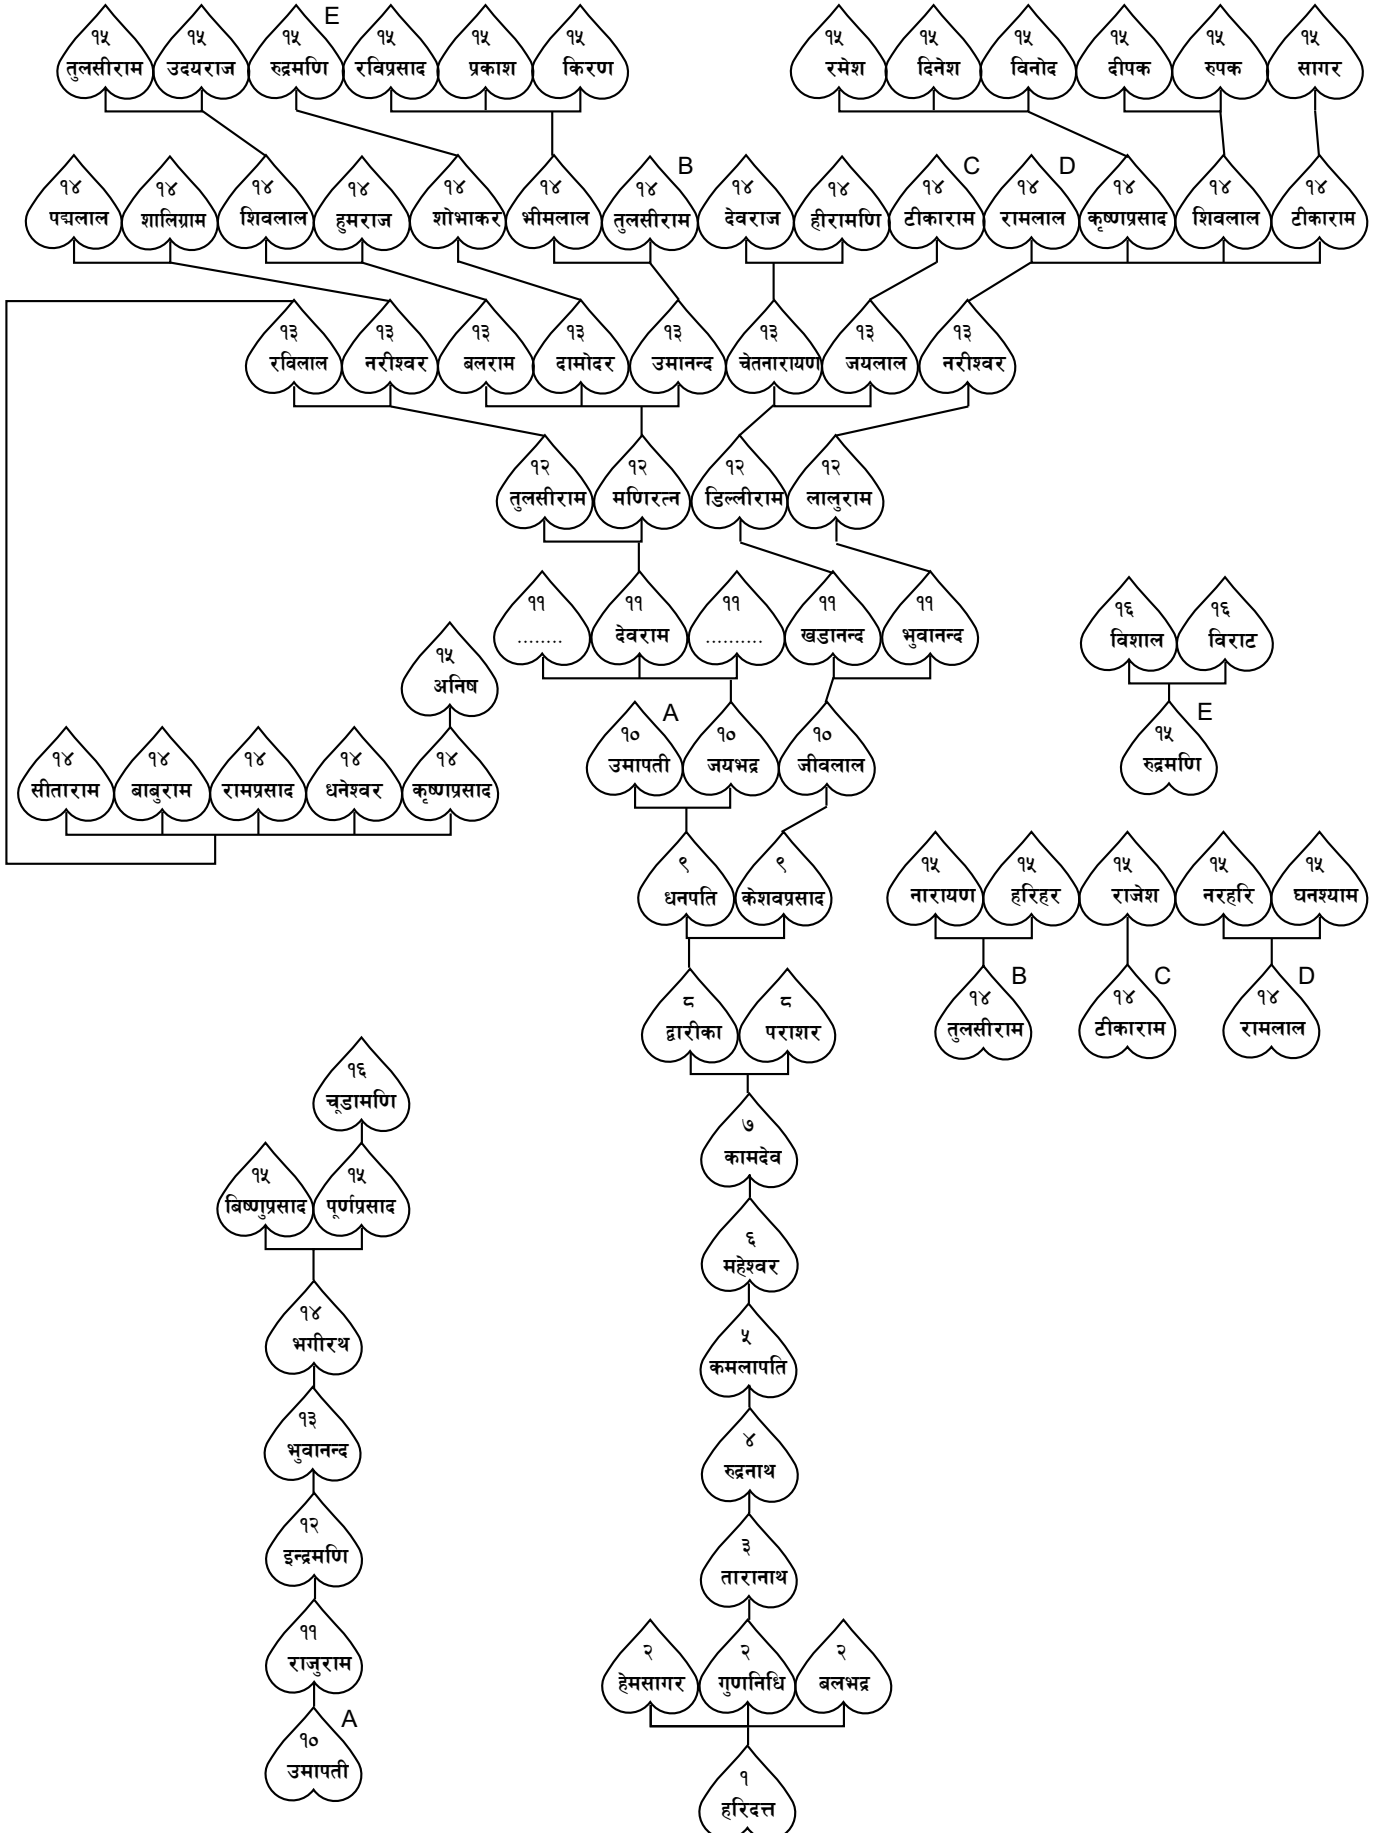 E
१५ १५ १५ १५ १५ १५ १५ १५ १५ १५ १५ १५
तुलसीराम उदयराज रुद्रमणि रविप्रसाद प्रकाश किरण रमेश दिनेश विनोद दीपक रुपक सागर
B C D
१४ १४ १४ १४ १४ १४ १४ १४ १४ १४ १४ १४ १४ १४
पद्मलाल शालिग्राम शिवलाल हुमराज शोभाकर भीमलाल तुलसीराम देवराज हीरामणि टीकाराम रामलाल कृष्णप्रसाद शिवलाल टीकाराम
१३ १३ १३ १३ १३ १३ १३ १३
रविलाल नरीश्वर बलराम दामोदर उमानन्द चेतनारायण जयलाल नरीश्वर
१२ १२ १२ १२
तुलसीराम मणिरत्न डिल्लीराम लालुराम
११ ११ ११ ११ ११
........ देवराम .......... खडानन्द भुवानन्द
१६ १६
विशाल विराट
१५
अनिष
A
१० १० १०
उमापती जयभद्र जीवलाल
E
१५
रुद्रमणि
१४ १४ १४ १४ १४
सीताराम बाबुराम रामप्रसाद धनेश्वर कृष्णप्रसाद
९ ९
धनपति केशवप्रसाद
१५ १५ १५ १५ १५
नारायण हरिहर राजेश नरहरि घनश्याम
B C D
१४ १४ १४
तुलसीराम टीकाराम रामलाल
८ ८
द्वारीका पराशर
१६
चूडामणि
७
कामदेव
१५ १५
बिष्णुप्रसाद पूर्णप्रसाद
६
महेश्वर
१४
भगीरथ
५
कमलापति
१३
भुवानन्द
४
रुद्रनाथ
१२
इन्द्रमणि
३
तारानाथ
११
राजुराम
२ २ २
हेमसागर गुणनिधि बलभद्र
A
१०
उमापती
१
हरिदत्त